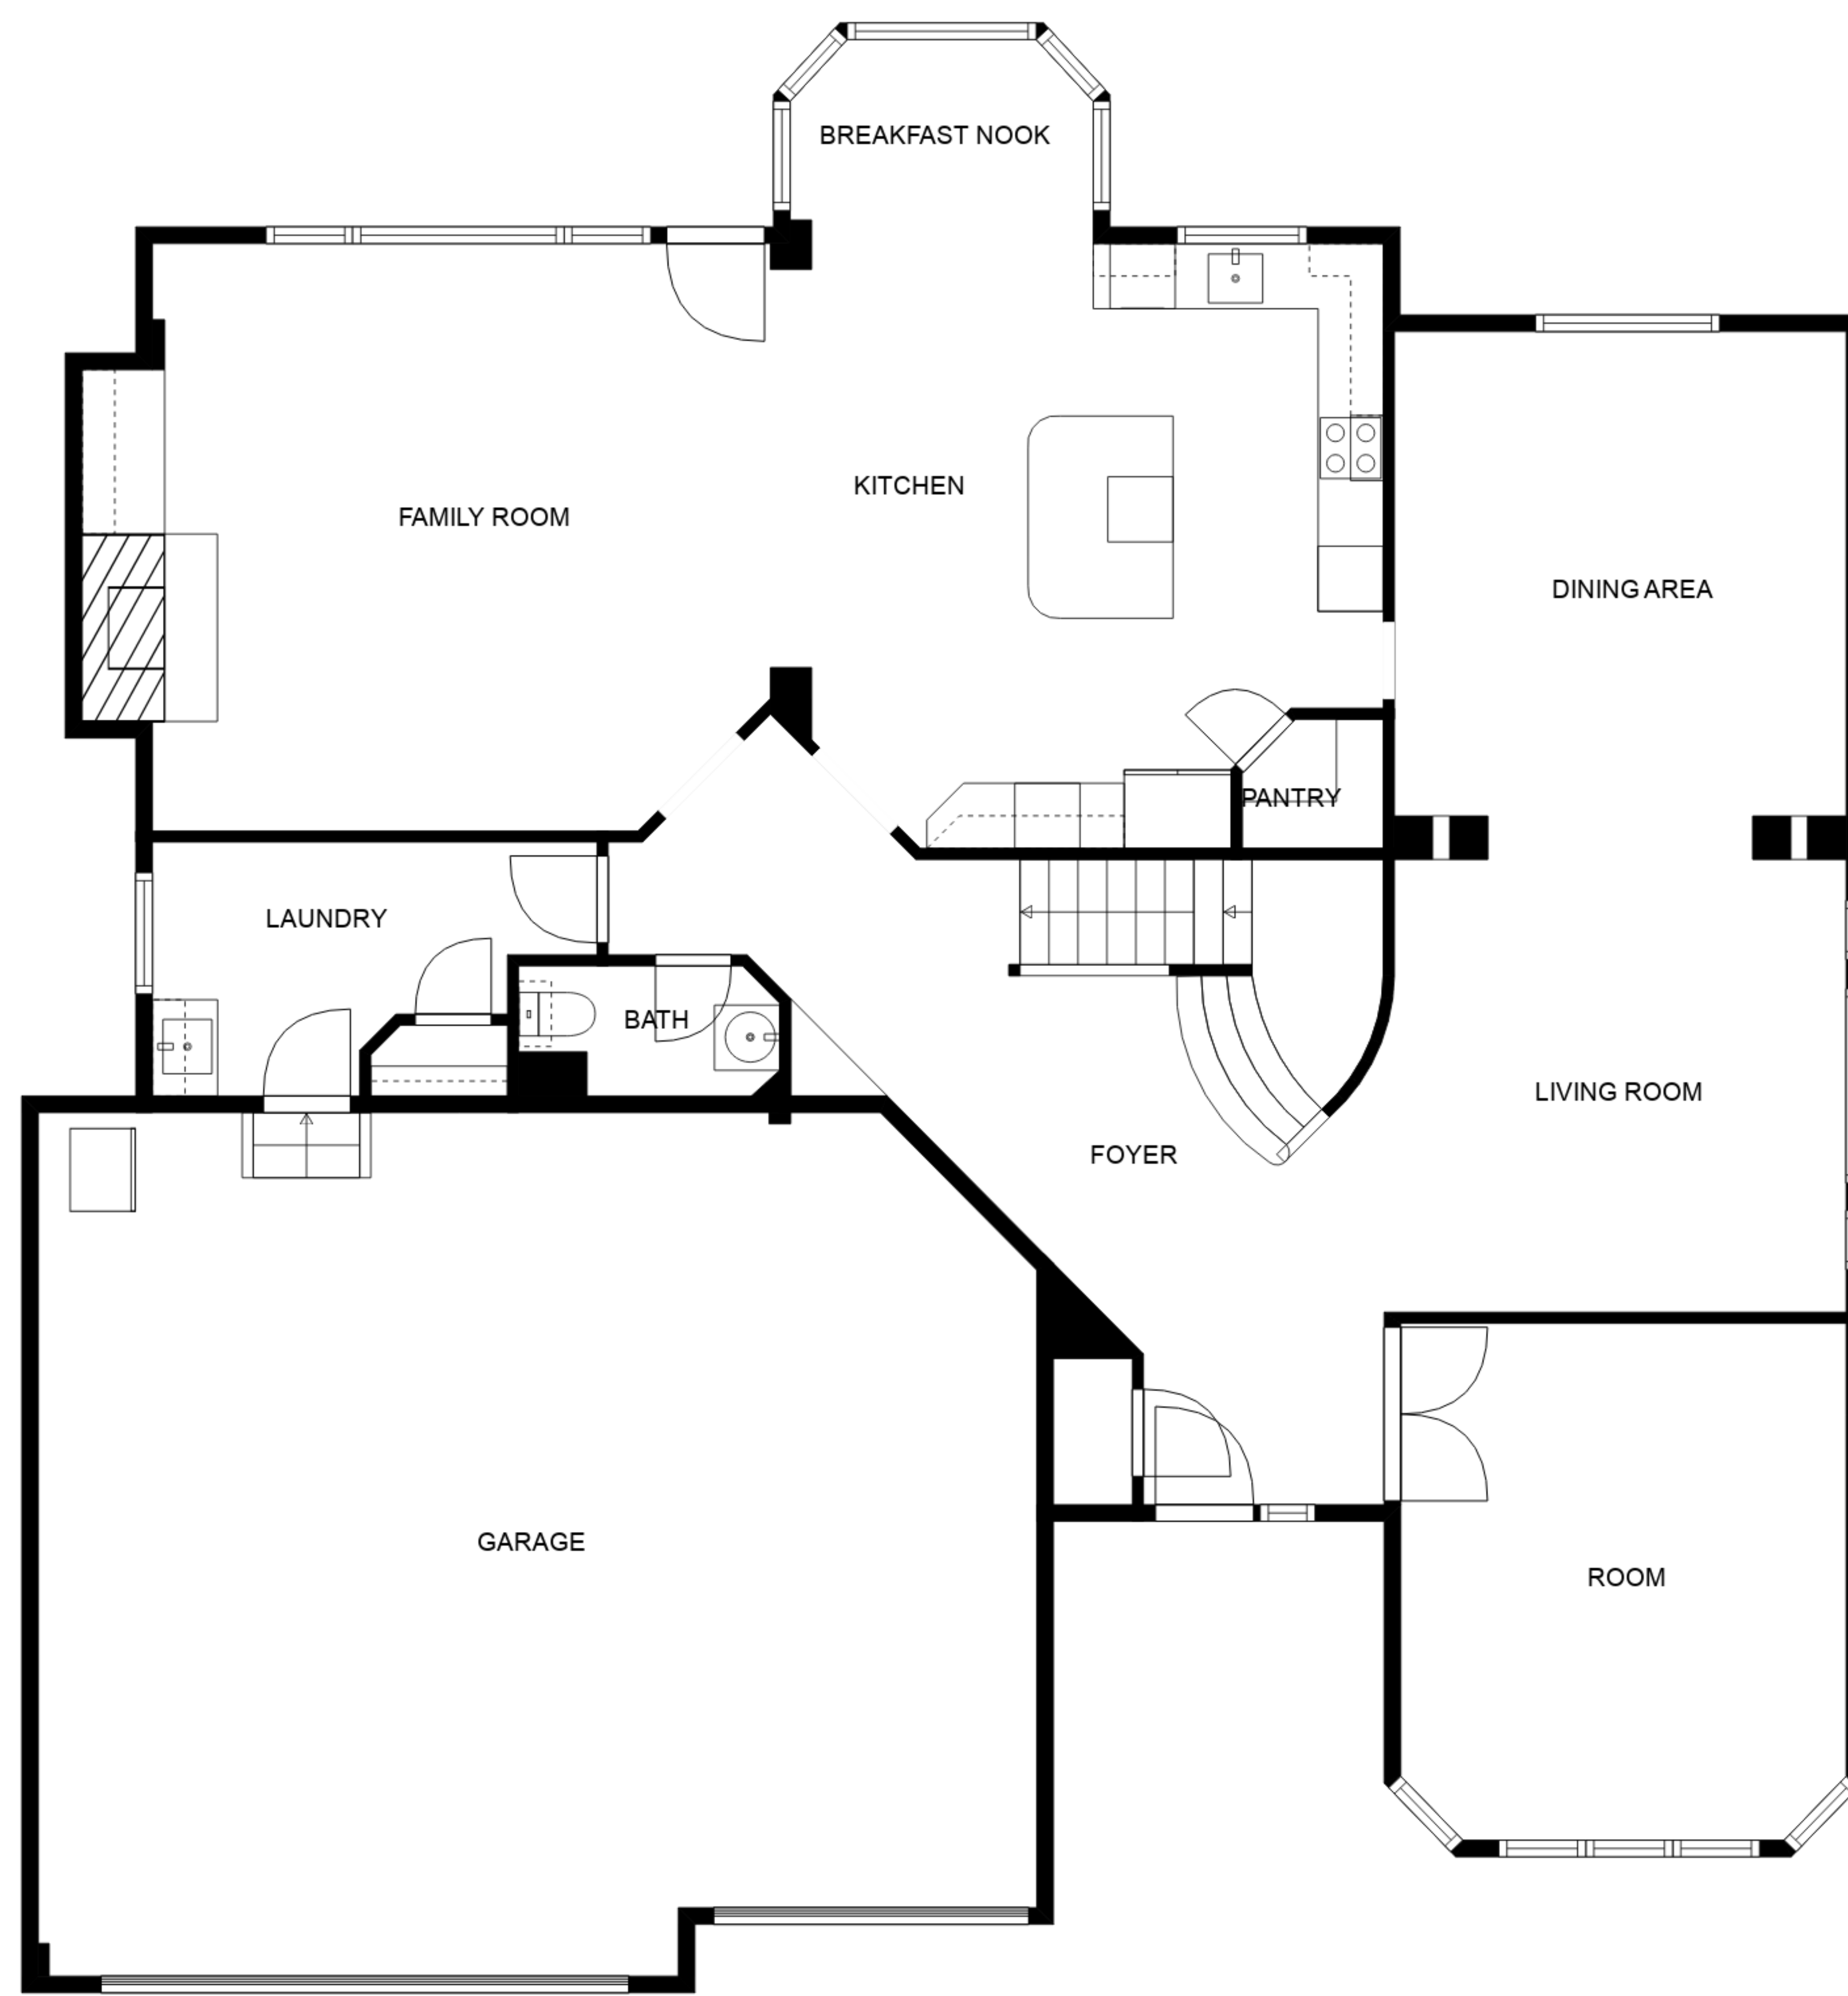 BREAKFAST NOOK
KITCHEN
FAMILY ROOM
DINING AREA
PANTRY
LAUNDRY
BATH
LIVING ROOM
FOYER
GARAGE
ROOM